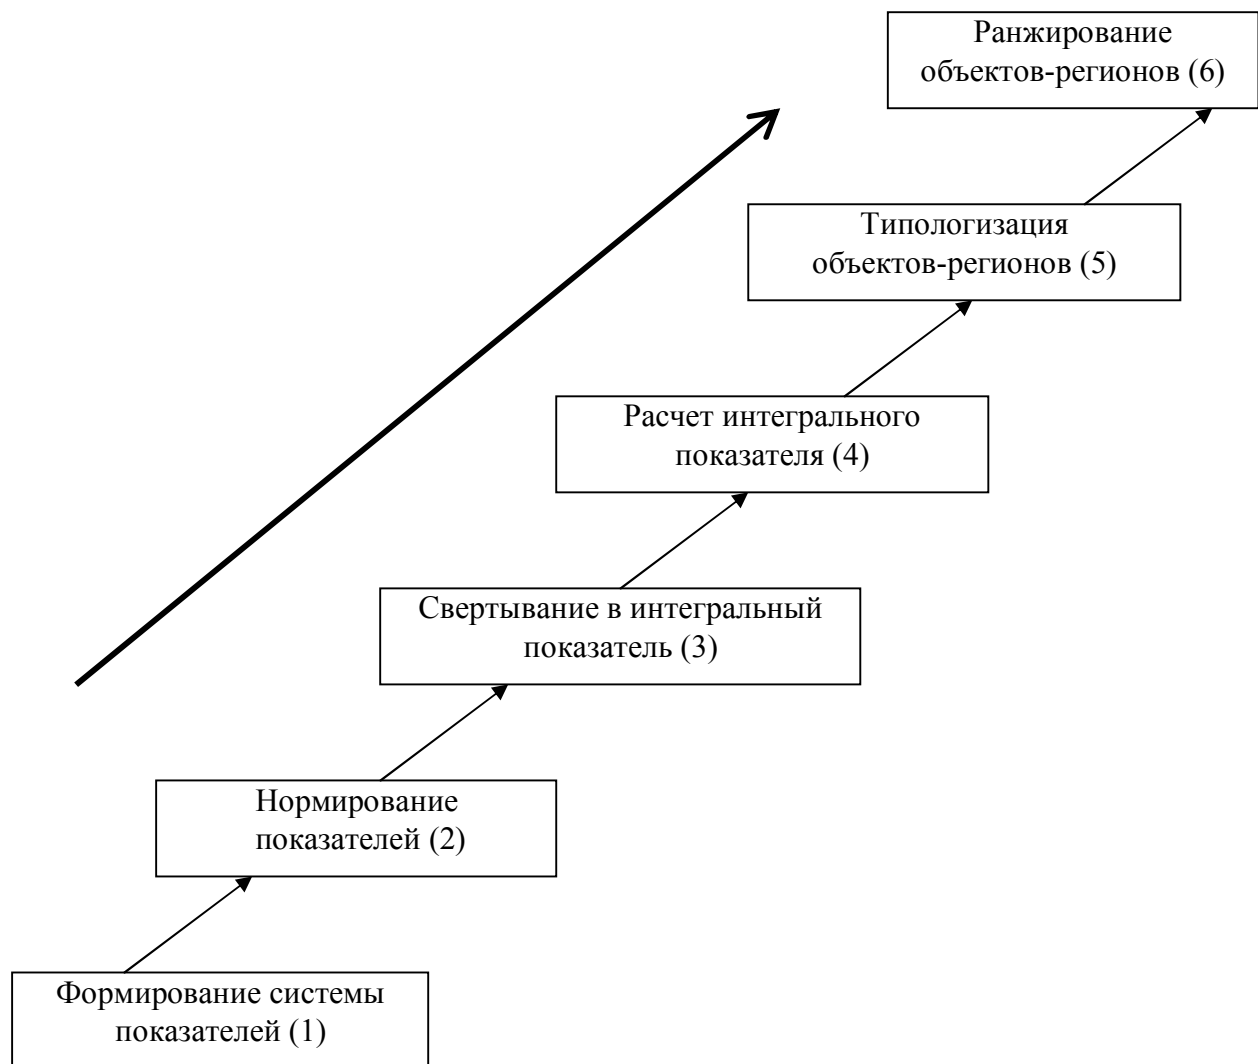 Ранжирование
объектов-регионов (6)
Типологизация
объектов-регионов (5)
Расчет интегрального
показателя (4)
Свертывание в интегральный
показатель (3)
Нормирование
показателей (2)
Формирование системы
показателей (1)